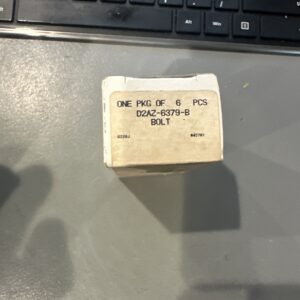 ONE PKG OF 6 PCS
D2AZ-6379-B
BOLT